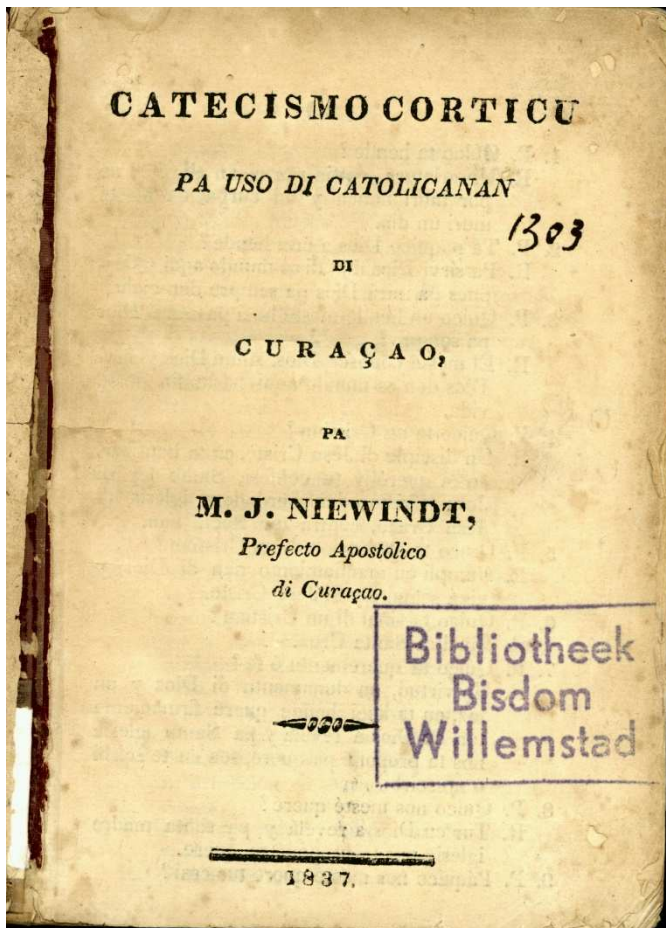 CATECISMO CORTICU
PA USO DI CATOLICANAN
1303
DI
CURAÇAO,
PA
M. J. NIEWINDT,
Prefecto Apostolico
di Curaçao.
Bibliotheek
Bisdom
Willemstad
1837.